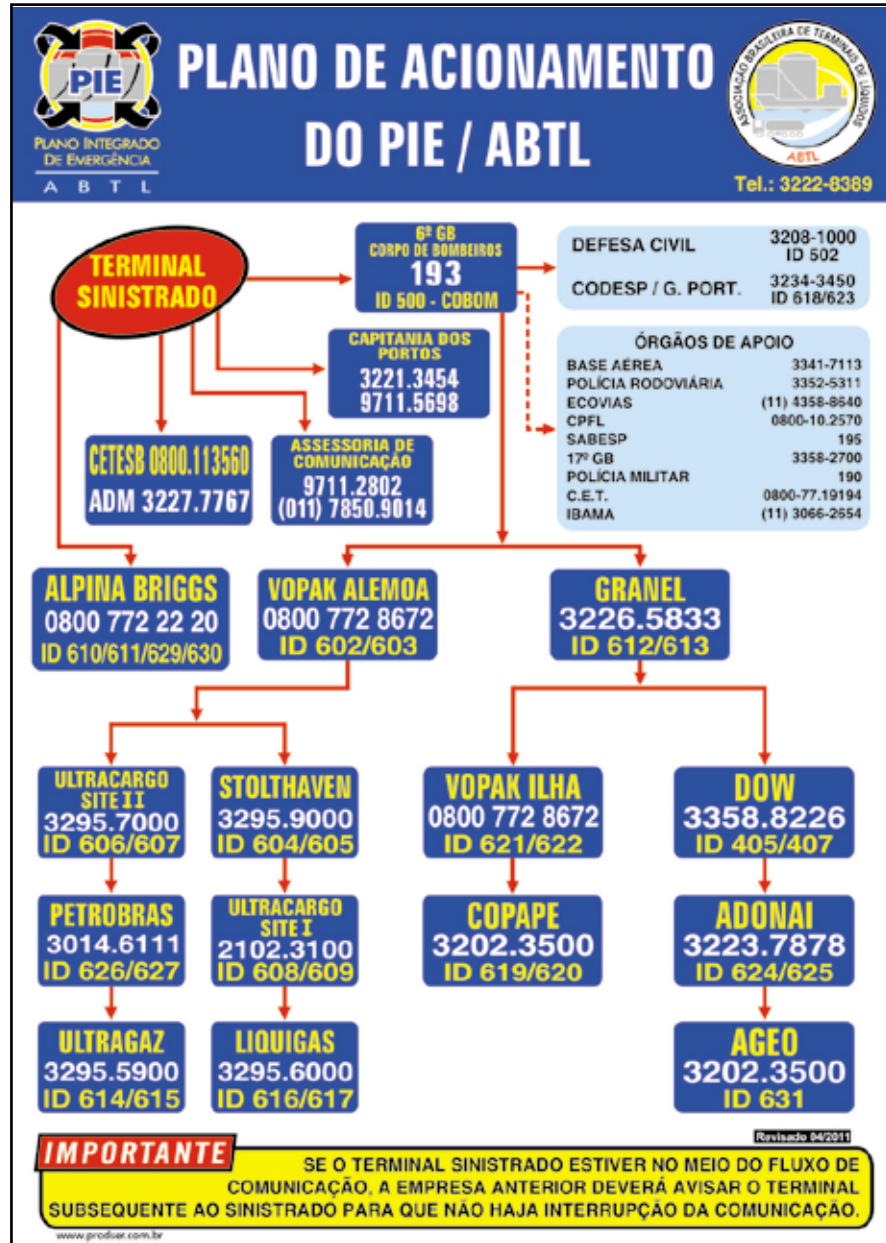 PIE
PLANO INTEGRADO
DE EMERGÊNCIA
A B T L
PLANO DE ACIONAMENTO
DO PIE / ABTL
ASSOCIAÇÃO BRASILEIRA DE TERMINAIS DE LÍQUIDOS
ABTL
Tel.: 3222-8389
TERMINAL
SINISTRADO
6º GB
CORPO DE BOMBEIROS
193
ID 500 - COBOM
DEFESA CIVIL 3208-1000
ID 502
CODESP / G. PORT. 3234-3450
ID 618/623
CAPITANIA DOS
PORTOS
3221.3454
9711.5698
ÓRGÃOS DE APOIO
BASE AÉREA 3341-7113
POLÍCIA RODOVIÁRIA 3352-5311
ECOVIAS (11) 4358-8640
CPFL 0800-10.2570
SABESP 195
17º GB 3358-2700
POLÍCIA MILITAR 190
C.E.T. 0800-77.19194
IBAMA (11) 3066-2654
CETESB 0800.113560
ADM 3227.7767
ASSESSORIA DE
COMUNICAÇÃO
9711.2802
(011) 7850.9014
ALPINA BRIGGS
0800 772 22 20
ID 610/611/629/630
VOPAK ALEMOA
0800 772 8672
ID 602/603
GRANEL
3226.5833
ID 612/613
ULTRACARGO
SITE II
3295.7000
ID 606/607
STOLTHAVEN
3295.9000
ID 604/605
VOPAK ILHA
0800 772 8672
ID 621/622
DOW
3358.8226
ID 405/407
PETROBRAS
3014.6111
ID 626/627
ULTRACARGO
SITE I
2102.3100
ID 608/609
COPAPE
3202.3500
ID 619/620
ADONAI
3223.7878
ID 624/625
ULTRAGAZ
3295.5900
ID 614/615
LIQUIGAS
3295.6000
ID 616/617
AGEO
3202.3500
ID 631
Revisado 04/2011
IMPORTANTE
SE O TERMINAL SINISTRADO ESTIVER NO MEIO DO FLUXO DE
COMUNICAÇÃO, A EMPRESA ANTERIOR DEVERÁ AVISAR O TERMINAL
SUBSEQUENTE AO SINISTRADO PARA QUE NÃO HAJA INTERRUPÇÃO DA COMUNICAÇÃO.
www.prodser.com.br